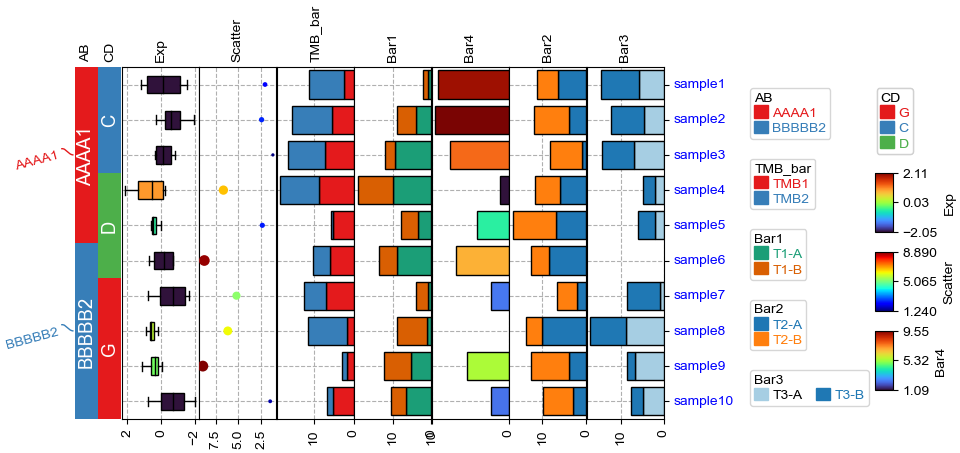 AB
CD
Exp
Scatter
TMB_bar
Bar1
Bar4
Bar2
Bar3
AAAA1
BBBBB2
AAAA1
BBBBB2
C
D
G
sample1
sample2
sample3
sample4
sample5
sample6
sample7
sample8
sample9
sample10
2 0 −2
7.5 5.0 2.5
10 0
10 0
10 0
10 0
10 0
AB
AAAA1
BBBBB2
TMB_bar
TMB1
TMB2
Bar1
T1-A
T1-B
Bar2
T2-A
T2-B
Bar3
T3-A T3-B
CD
G
C
D
2.11
0.03
−2.05
Exp
8.890
5.065
1.240
Scatter
9.55
5.32
1.09
Bar4